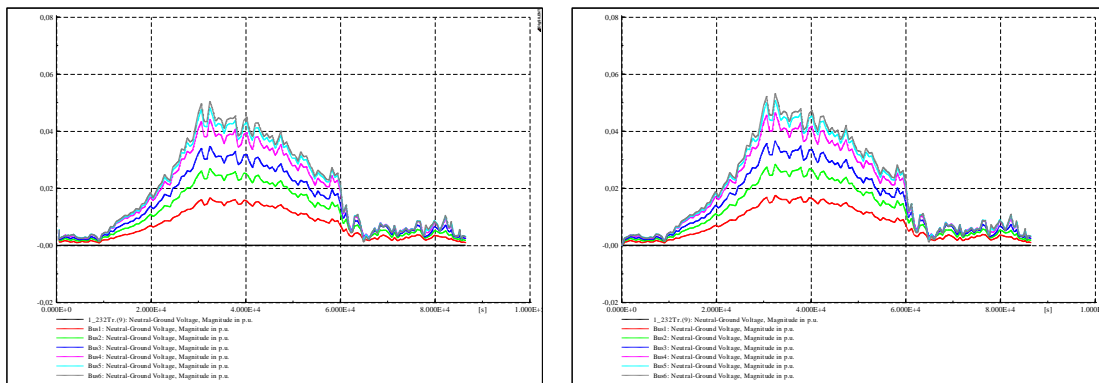 0,08
0,06
0,04
0,02
-0,00
-0,02
0.000E+0
2.000E+4
4.000E+4
6.000E+4
8.000E+4
[s]
1.000E+
1_232Tr.(9): Neutral-Ground Voltage, Magnitude in p.u.
Bus1: Neutral-Ground Voltage, Magnitude in p.u.
Bus2: Neutral-Ground Voltage, Magnitude in p.u.
Bus3: Neutral-Ground Voltage, Magnitude in p.u.
Bus4: Neutral-Ground Voltage, Magnitude in p.u.
Bus5: Neutral-Ground Voltage, Magnitude in p.u.
Bus6: Neutral-Ground Voltage, Magnitude in p.u.
0,08
0,06
0,04
0,02
-0,00
-0,02
0.000E+0
2.000E+4
4.000E+4
6.000E+4
8.000E+4
[s]
1.000E
1_232Tr.(9): Neutral-Ground Voltage, Magnitude in p.u.
Bus1: Neutral-Ground Voltage, Magnitude in p.u.
Bus2: Neutral-Ground Voltage, Magnitude in p.u.
Bus3: Neutral-Ground Voltage, Magnitude in p.u.
Bus4: Neutral-Ground Voltage, Magnitude in p.u.
Bus5: Neutral-Ground Voltage, Magnitude in p.u.
Bus6: Neutral-Ground Voltage, Magnitude in p.u.